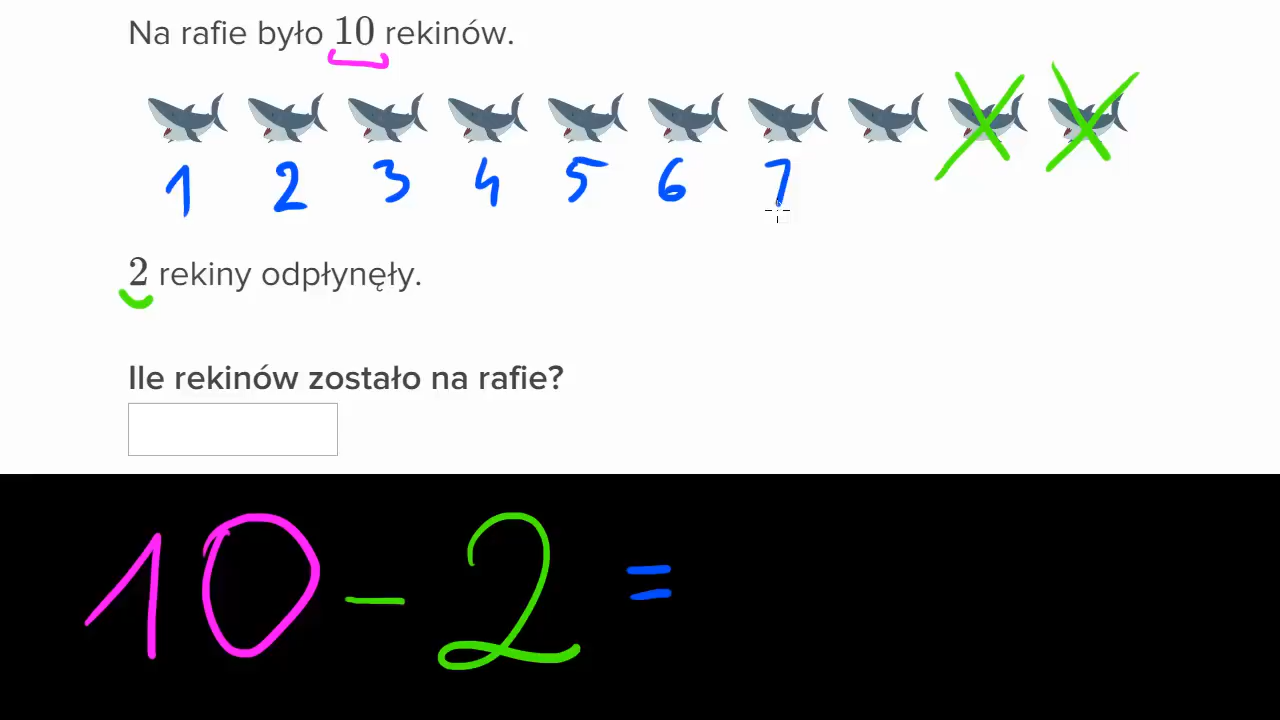 Na rafie było 10 rekinów.
1 2 3 4 5 6 7
2 rekiny odpłynęły.
Ile rekinów zostało na rafie?
10 - 2 =